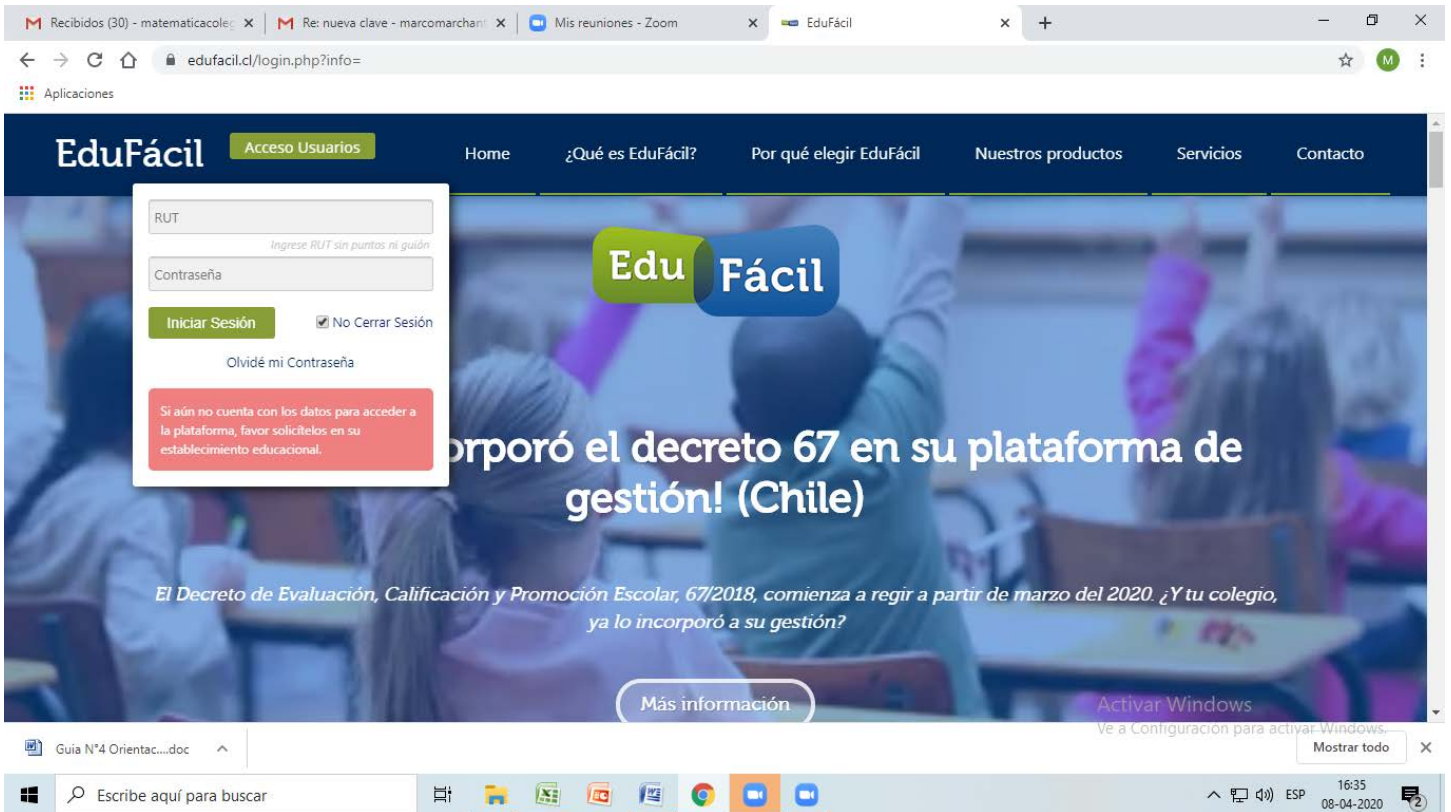 Recibidos (30) - matematicacoleg
Re: nueva clave - marcomarchan
Mis reuniones - Zoom
EduFácil
edufacil.cl/login.php?info=
M
Aplicaciones
EduFácil
Acceso Usuarios
Home
¿Qué es EduFácil?
Por qué elegir EduFácil
Nuestros productos
Servicios
Contacto
RUT
Ingrese RUT sin puntos ni guión
Contraseña
Iniciar Sesión
No Cerrar Sesión
Olvidé mi Contraseña
Si aún no cuenta con los datos para acceder a
la plataforma, favor solicítelos en su
establecimiento educacional.
Edu Fácil
orporó el decreto 67 en su plataforma de
gestión! (Chile)
El Decreto de Evaluación, Calificación y Promoción Escolar, 67/2018, comienza a regir a partir de marzo del 2020. ¿Y tu colegio,
ya lo incorporó a su gestión?
Más información
Activar Windows
Ve a Configuración para activar Windows.
Guia N°4 Orientac....doc
Mostrar todo
Escribe aquí para buscar
ESP
16:35
08-04-2020
2